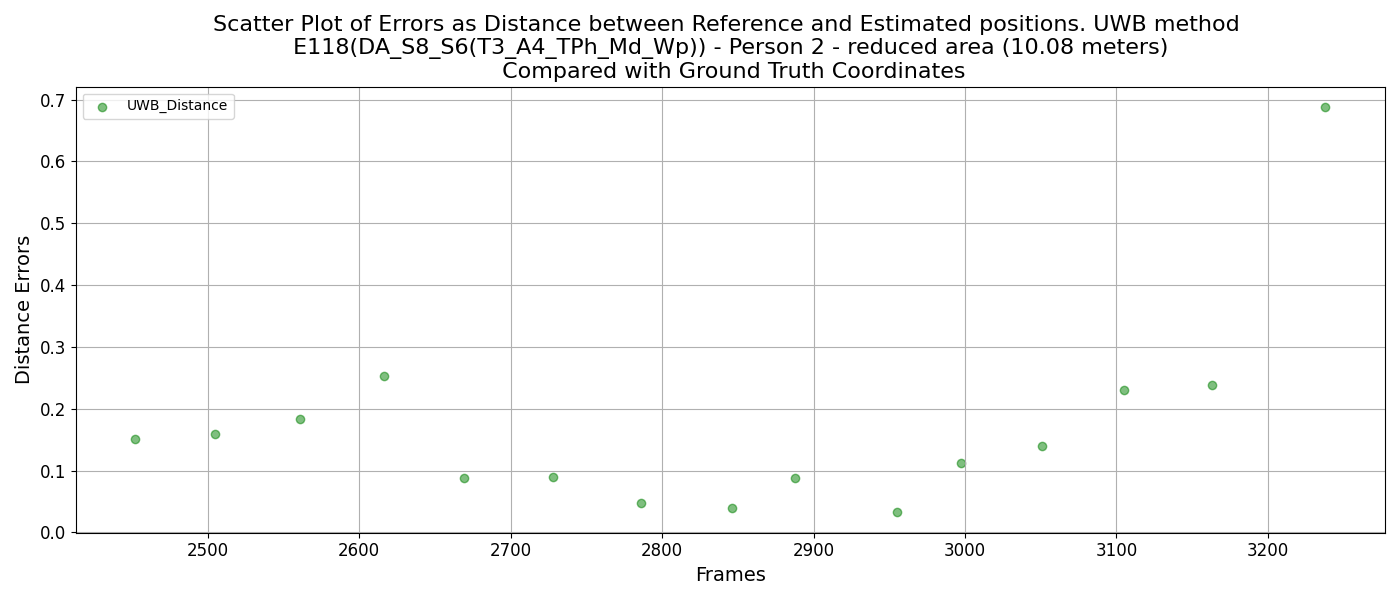 Scatter Plot of Errors as Distance between Reference and Estimated positions. UWB method
E118(DA_S8_S6(T3_A4_TPh_Md_Wp)) - Person 2 - reduced area (10.08 meters)
Compared with Ground Truth Coordinates
UWB_Distance
Distance Errors
0.7
0.6
0.5
0.4
0.3
0.2
0.1
0.0
2500 2600 2700 2800 2900 3000 3100 3200
Frames